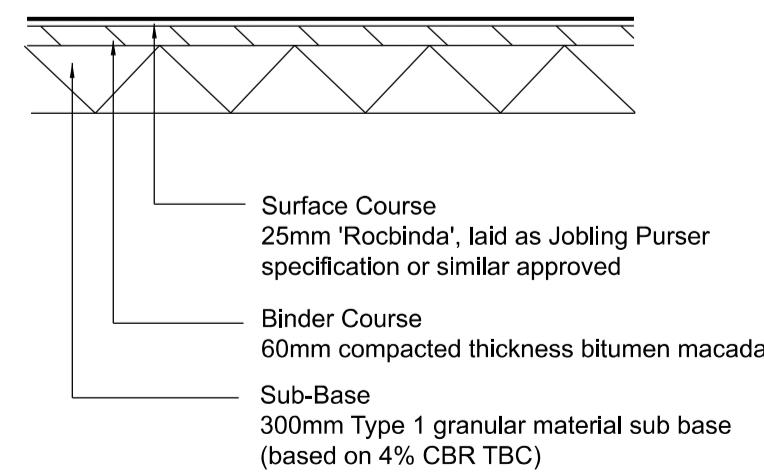 Surface Course
25mm 'Rocbinda', laid as Jobling Purser
specification or similar approved
Binder Course
60mm compacted thickness bitumen macada
Sub-Base
300mm Type 1 granular material sub base
(based on 4% CBR TBC)